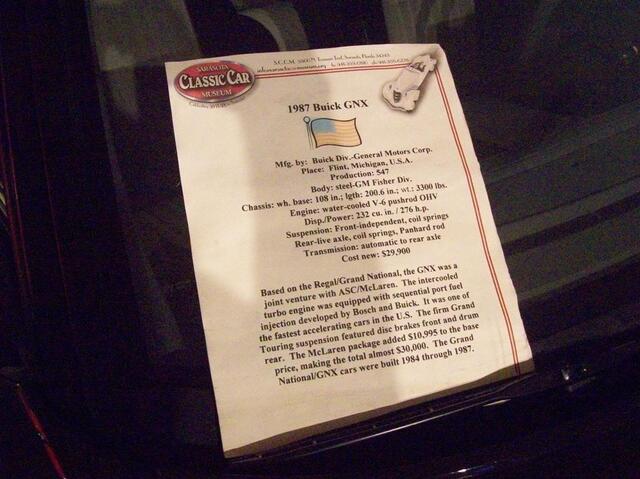 SARASOTA
CLASSIC CAR
MUSEUM
1987 Buick GNX
Mfg. by: Buick Div.-General Motors Corp.
Place: Flint, Michigan, U.S.A.
Production: 547
Body: steel-GM Fisher Div.
Chassis: wh. base: 108 in.; lgth: 200.6 in.; wt.: 3300 lbs.
Engine: water-cooled V-6 pushrod OHV
Disp./Power: 232 cu. in. / 276 h.p.
Suspension: Front-independent, coil springs
Rear-live axle, coil springs, Panhard rod
Transmission: automatic to rear axle
Cost new: $29,900
Based on the Regal/Grand National, the GNX was a
joint venture with ASC/McLaren. The intercooled
turbo engine was equipped with sequential port fuel
injection developed by Bosch and Buick. It was one of
the fastest accelerating cars in the U.S. The firm Grand
Touring suspension featured disc brakes front and drum
rear. The McLaren package added $10,995 to the base
price, making the total almost $30,000. The Grand
National/GNX cars were built 1984 through 1987.